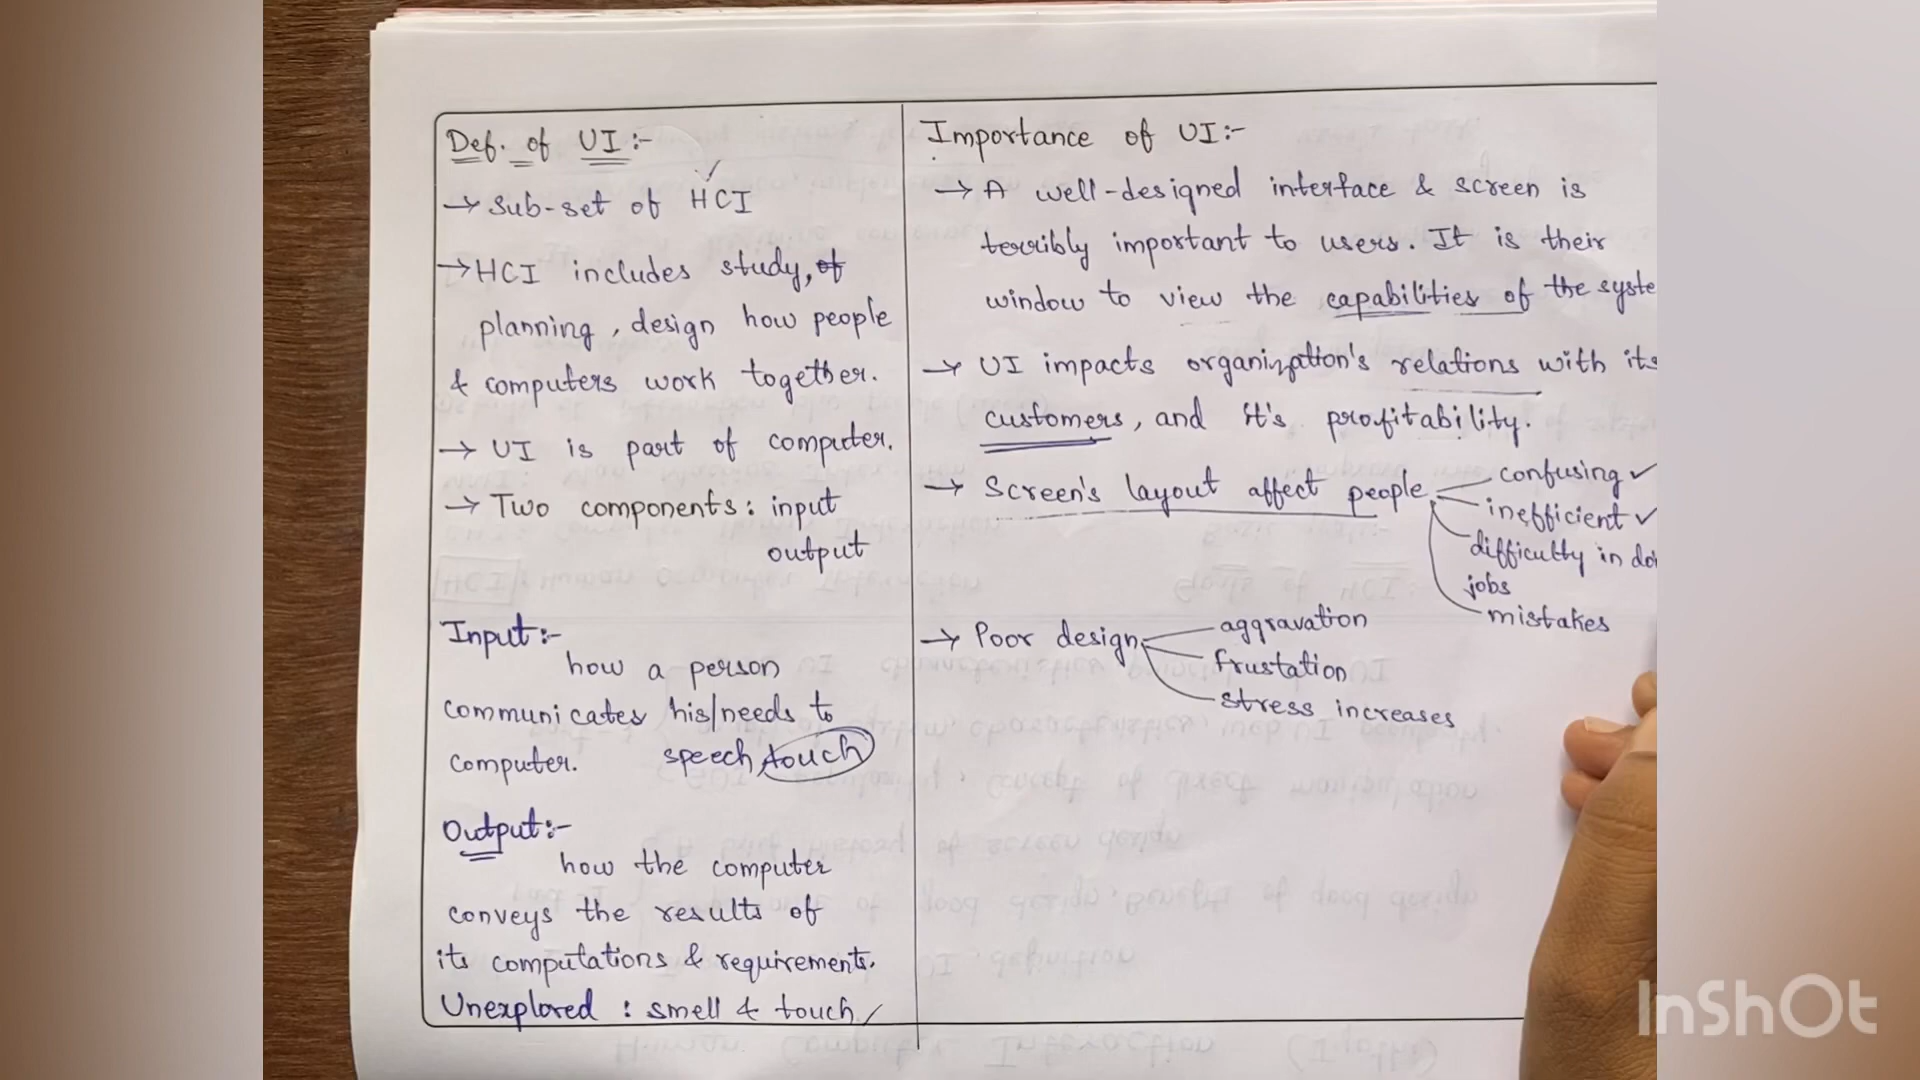 Def. of UI:-
→ Sub-set of HCI
→ HCI includes study, of
planning, design how people
& computers work together.
→ UI is part of computer.
→ Two components: input
output
Input:-
how a person
communicates his/needs to
computer. speech, touch
Output:-
how the computer
conveys the results of
its computations & requirements.
Unexplored : smell & touch
Importance of UI:-
→ A well-designed interface & screen is
terribly important to users. It is their
window to view the capabilities of the syste
→ UI impacts organization's relations with its
customers, and it's profitability.
→ Screen's layout affect people
confusing ✓
inefficient ✓
difficulty in doi
jobs
mistakes
→ Poor design
aggravation
frustation
stress increases
InShOt